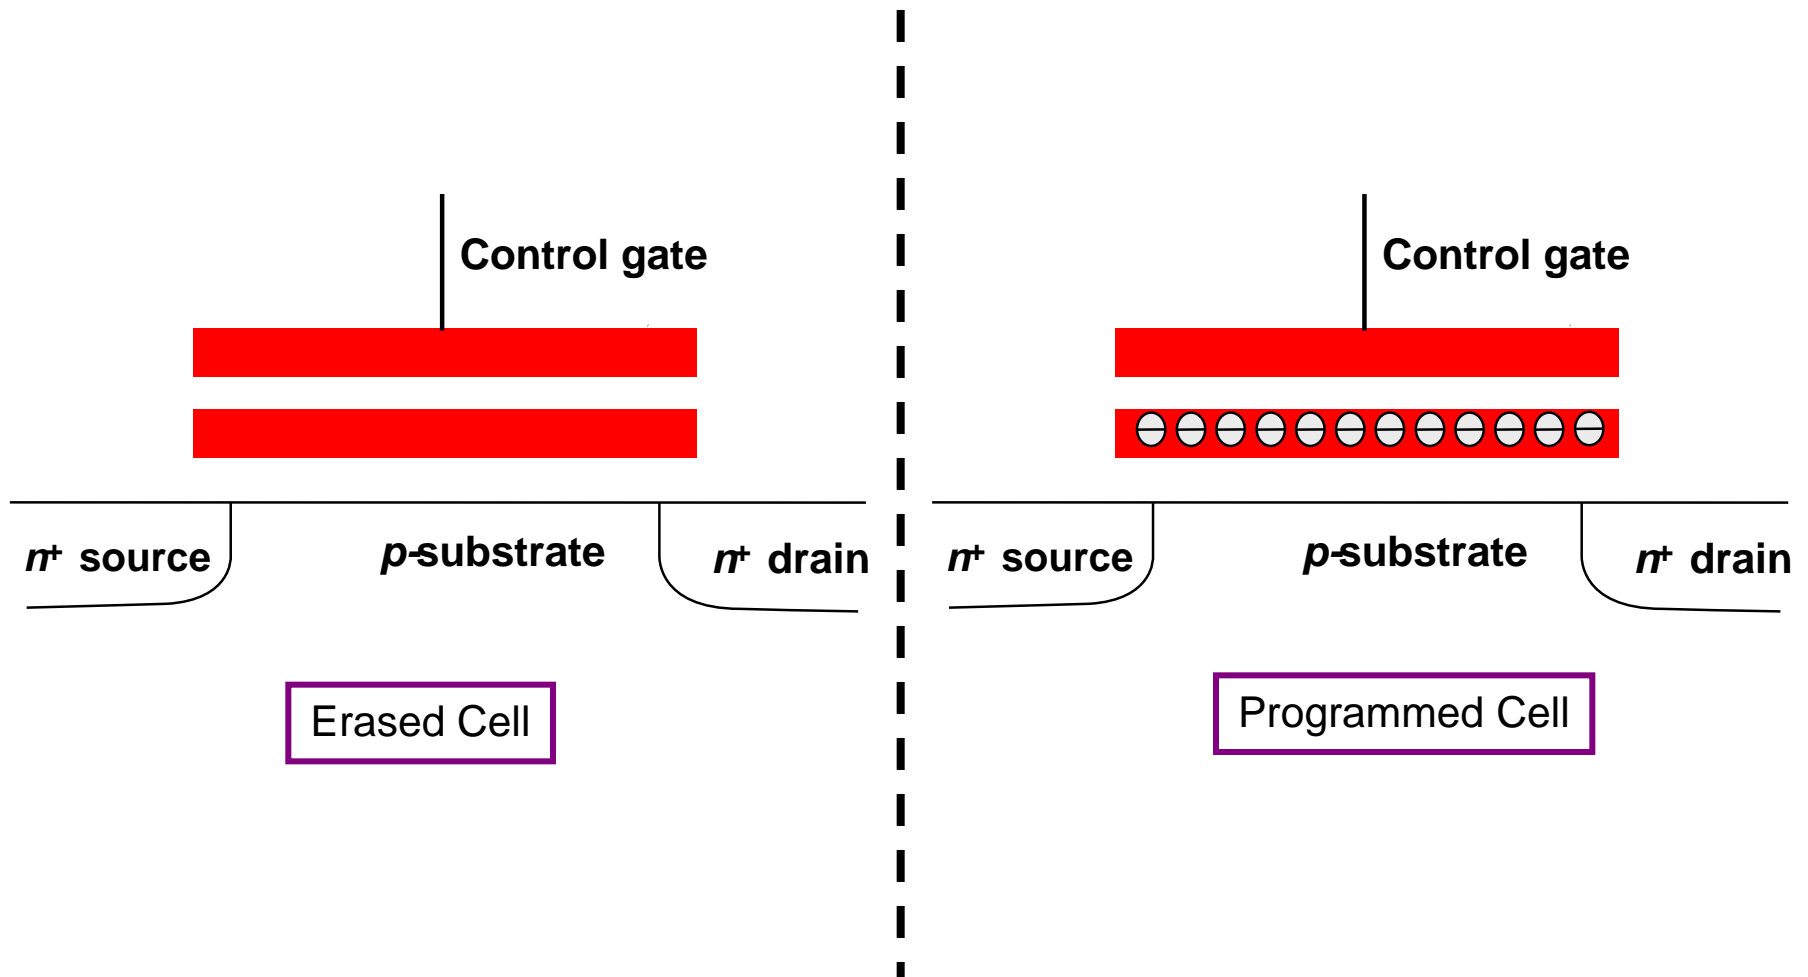 Control gate
n⁺ source
p-substrate
n⁺ drain
Erased Cell
Control gate
n⁺ source
p-substrate
n⁺ drain
Programmed Cell